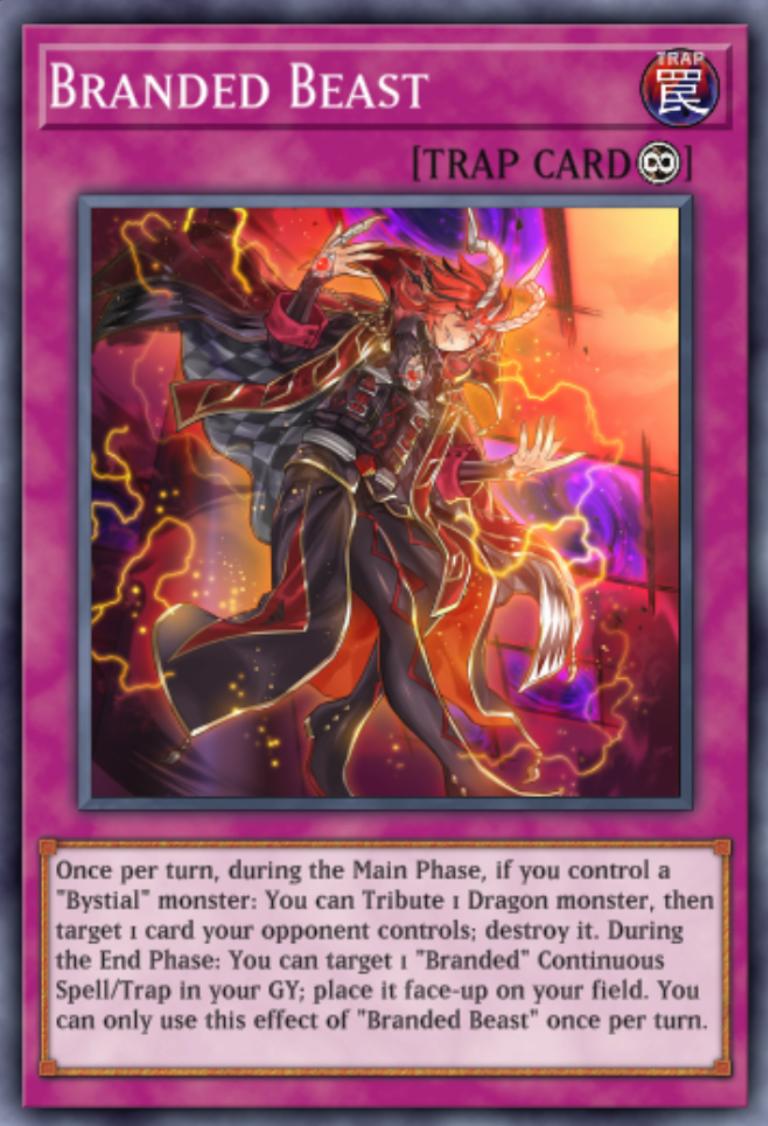 BRANDED BEAST
TRAP
罠
[TRAP CARD∞]
Once per turn, during the Main Phase, if you control a
"Bystial" monster: You can Tribute 1 Dragon monster, then
target 1 card your opponent controls; destroy it. During
the End Phase: You can target 1 "Branded" Continuous
Spell/Trap in your GY; place it face-up on your field. You
can only use this effect of "Branded Beast" once per turn.